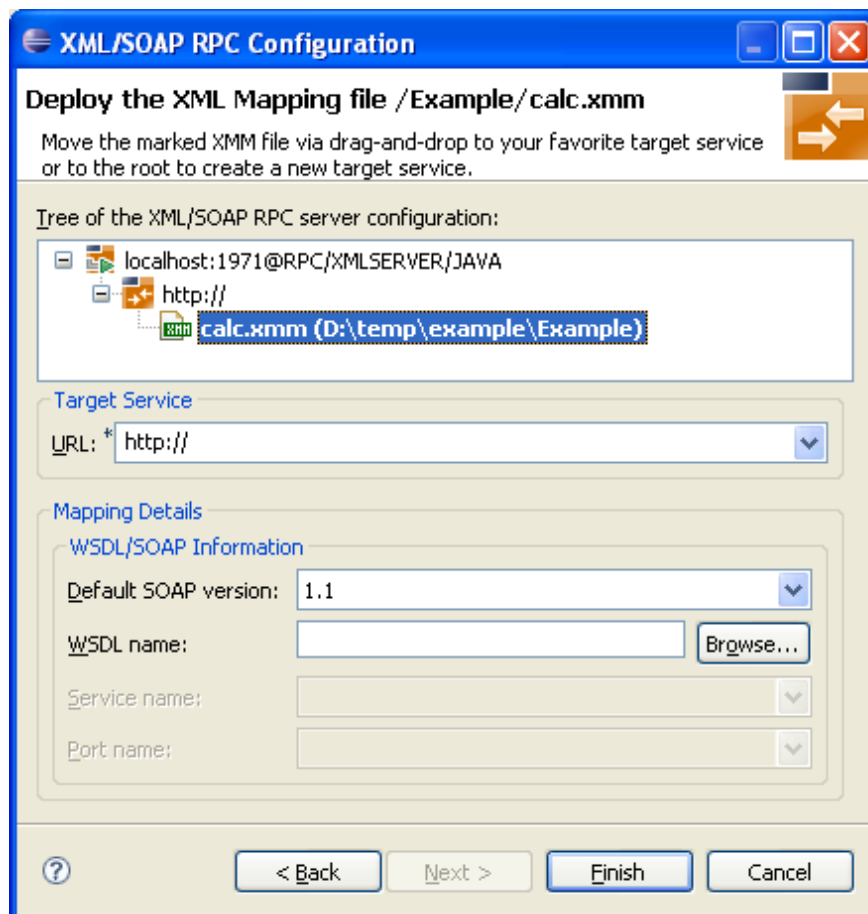 XML/SOAP RPC Configuration
Deploy the XML Mapping file /Example/calc.xmm
Move the marked XMM file via drag-and-drop to your favorite target service
or to the root to create a new target service.
Tree of the XML/SOAP RPC server configuration:
localhost:1971@RPC/XMLSERVER/JAVA
http://
calc.xmm (D:\temp\example\Example)
Target Service
URL: * http://
Mapping Details
WSDL/SOAP Information
Default SOAP version: 1.1
WSDL name: Browse...
Service name:
Port name:
? < Back Next > Finish Cancel